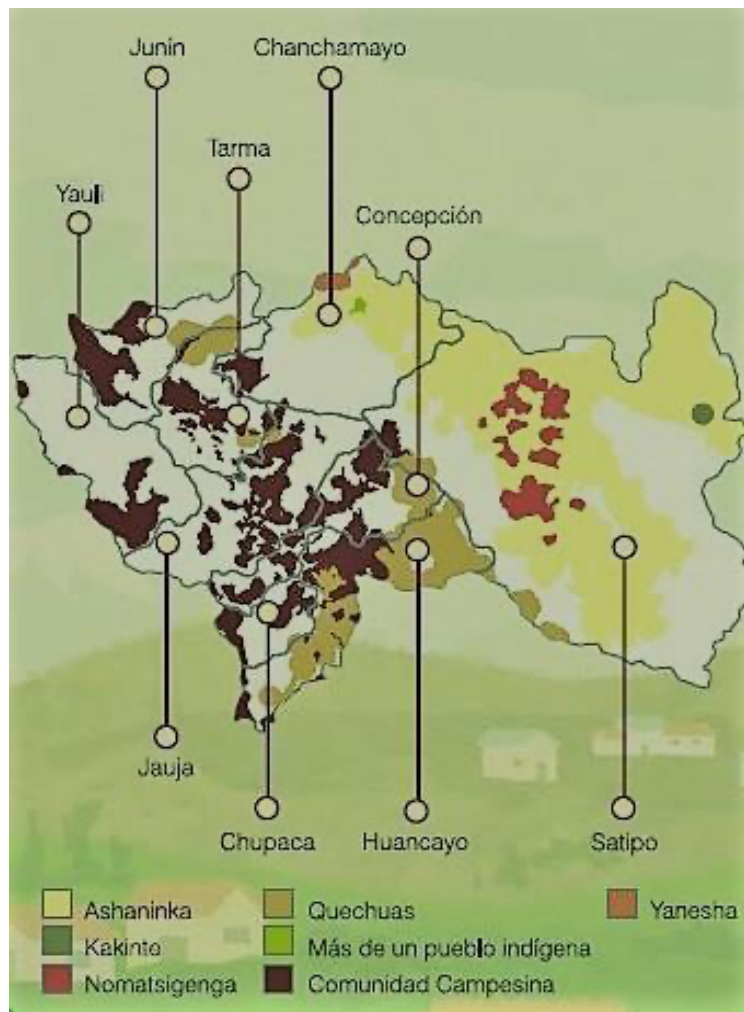 Junín Chanchamayo
Tarma
Yauli
Concepción
Jauja
Chupaca Huancayo Satipo
Ashaninka Quechuas Yanesha
Kakinte Más de un pueblo indígena
Nomatsigenga Comunidad Campesina